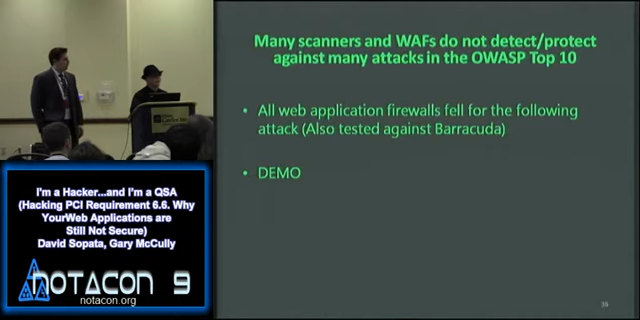 Many scanners and WAFs do not detect/protect
against many attacks in the OWASP Top 10
• All web application firewalls fell for the following
attack (Also tested against Barracuda)
• DEMO
36
I'm a Hacker...and I'm a QSA
(Hacking PCI Requirement 6.6. Why
YourWeb Applications are
Still Not Secure)
David Sopata, Gary McCully
NOTACON 9
notacon.org